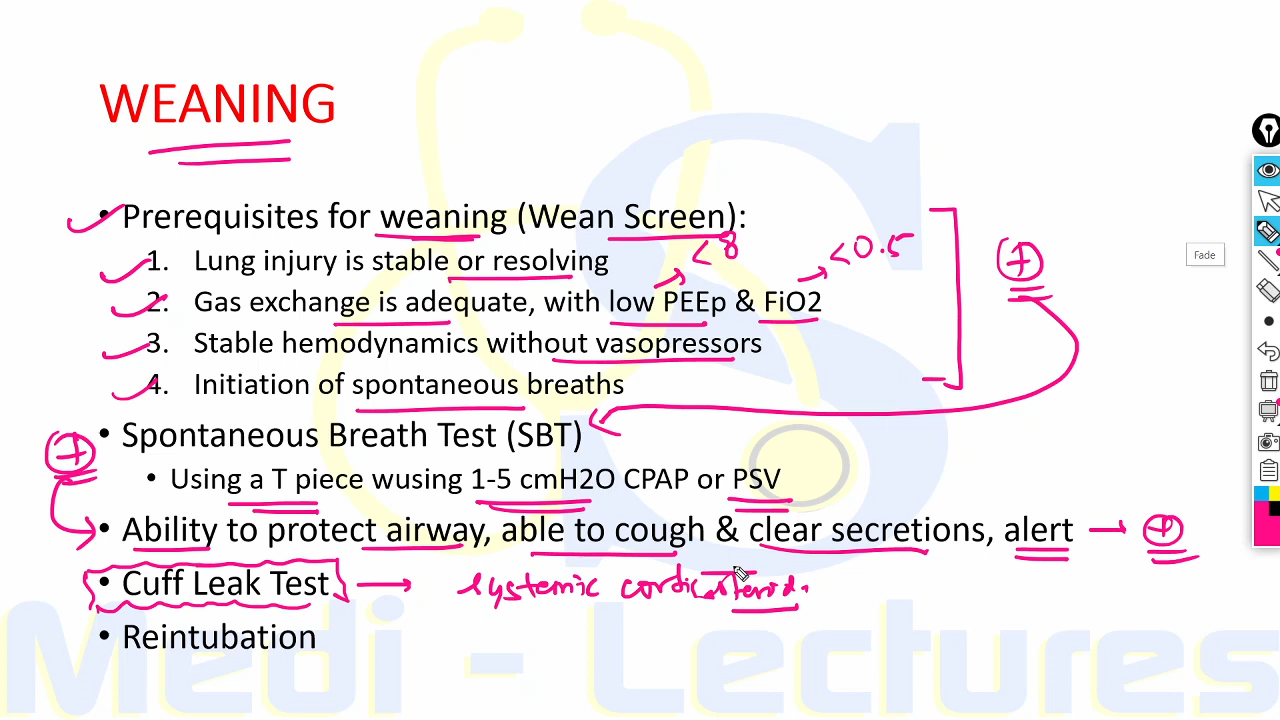 WEANING
• Prerequisites for weaning (Wean Screen):
<8
<0.5
1. Lung injury is stable or resolving
2. Gas exchange is adequate, with low PEEp & FiO2
3. Stable hemodynamics without vasopressors
4. Initiation of spontaneous breaths
+
• Spontaneous Breath Test (SBT)
+
• Using a T piece wusing 1-5 cmH2O CPAP or PSV
• Ability to protect airway, able to cough & clear secretions, alert → +
• Cuff Leak Test → systemic corticosteroid.
• Reintubation
Medi - Lectures
Fade